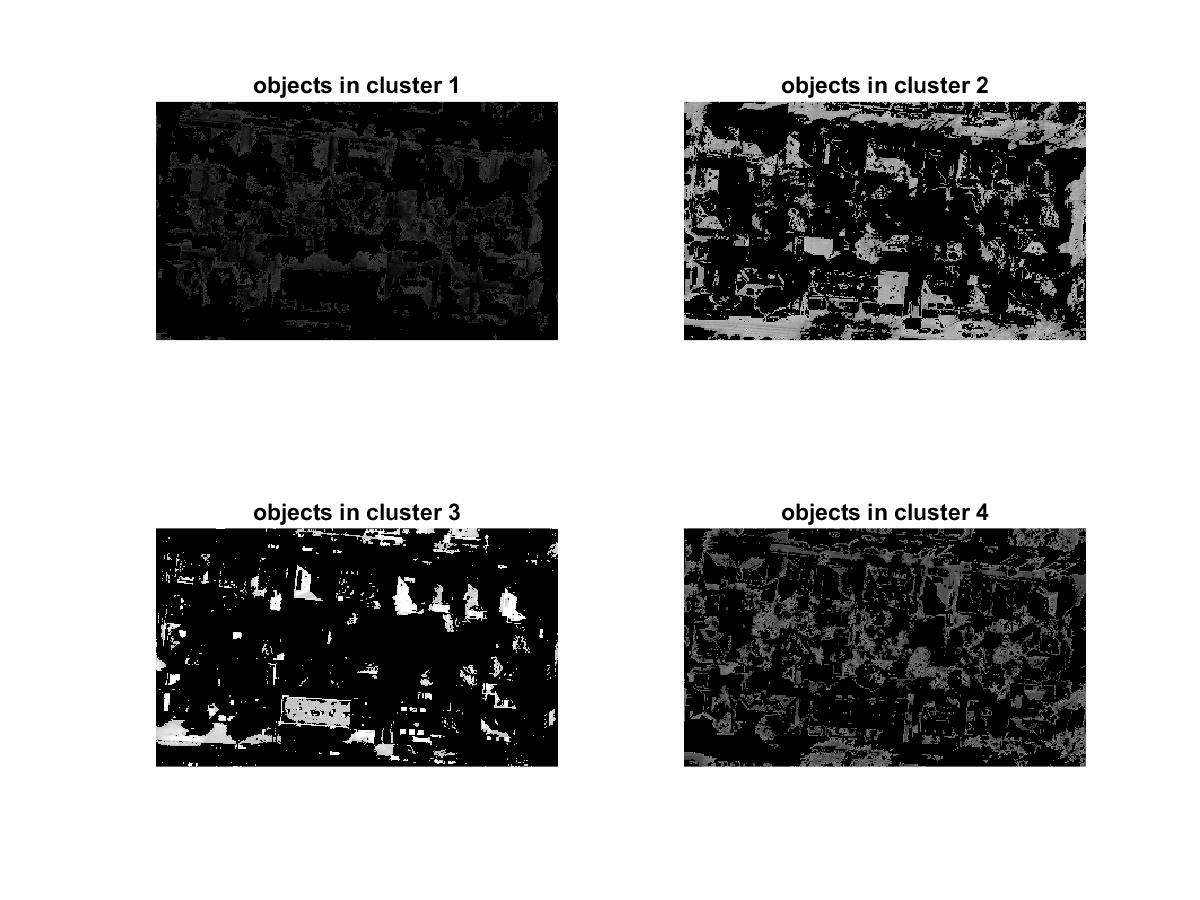 objects in cluster 1
objects in cluster 2
objects in cluster 3
objects in cluster 4